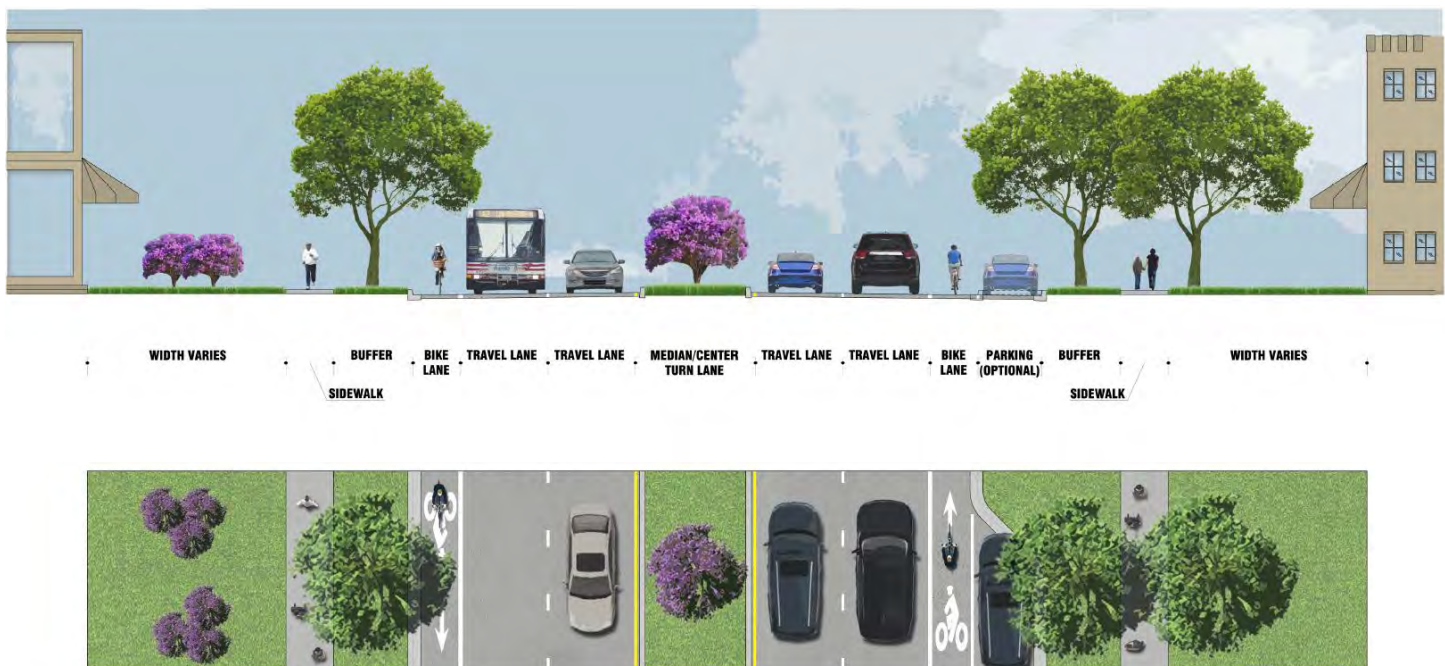 WIDTH VARIES
SIDEWALK
BUFFER
BIKE
LANE
TRAVEL LANE
TRAVEL LANE
MEDIAN/CENTER
TURN LANE
TRAVEL LANE
TRAVEL LANE
BIKE
LANE
PARKING
(OPTIONAL)
BUFFER
SIDEWALK
WIDTH VARIES